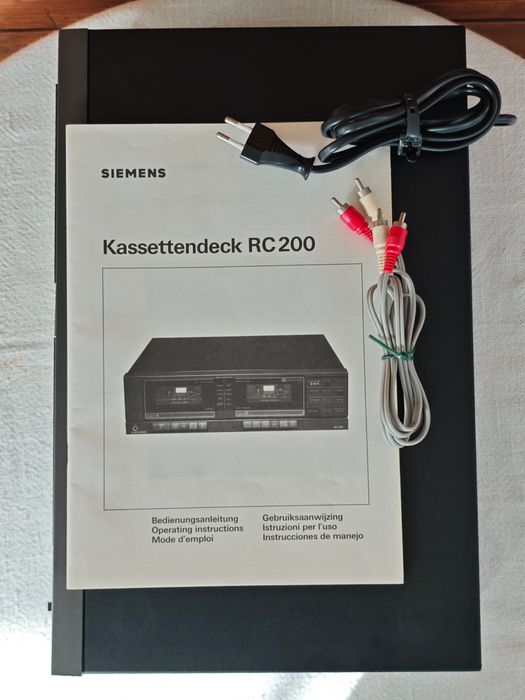 SIEMENS
Kassettendeck RC 200
Bedienungsanleitung
Operating instructions
Mode d'emploi
Gebruiksaanwijzing
Istruzioni per l'uso
Instrucciones de manejo